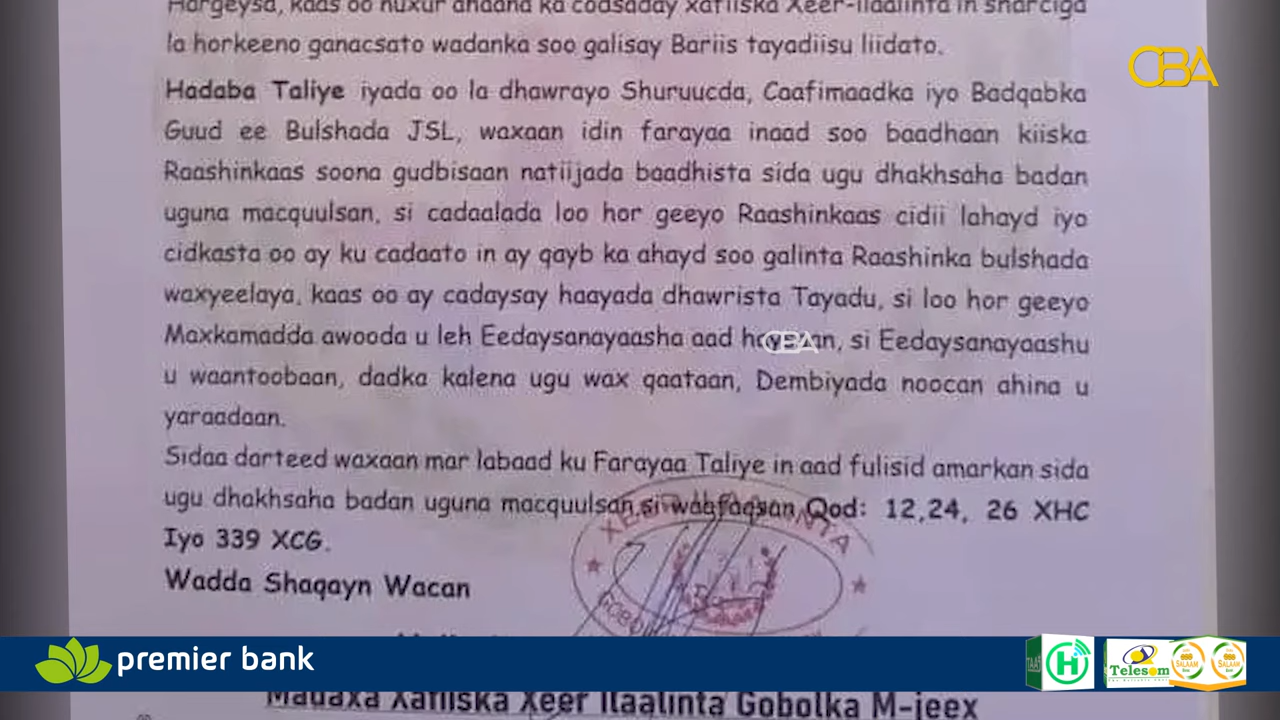 Hargeysa, kaas oo nuxur ahaana ka codsaday xafiiska Xeer-Ilaalinta in sharciga
la horkeeno ganacsato wadanka soo galisay Bariis tayadiisu liidato.
CBA
Hadaba Taliye iyada oo la dhawrayo Shuruucda, Caafimaadka iyo Badqabka
Guud ee Bulshada JSL, waxaan idin farayaa inaad soo baadhaan kiiska
Raashinkaas soona gudbisaan natiijada baadhista sida ugu dhakhsaha badan
uguna macquulsan, si cadaalada loo hor geeyo Raashinkaas cidii lahayd iyo
cidkasta oo ay ku cadaato in ay qayb ka ahayd soo galinta Raashinka bulshada
waxyeelaya, kaas oo ay cadaysay haayada dhawrista Tayadu, si loo hor geeyo
Maxkamadda awooda u leh Eedaysanayaasha aad haysaan, si Eedaysanayaashu
CBA
u waantoobaan, dadka kalena ugu wax qaataan, Dembiyada noocan ahina u
yaraadaan.
Sidaa darteed waxaan mar labaad ku Farayaa Taliye in aad fulisid amarkan sida
ugu dhakhsaha badan uguna macquulsan,si waafaqsan Qod: 12,24, 26 XHC
Iyo 339 XCG.
Wadda Shaqayn Wacan
premier bank
Telesom
SALAAM
SALAAM
Madaxa Xafiiska Xeer Ilaalinta Gobolka M-jeex